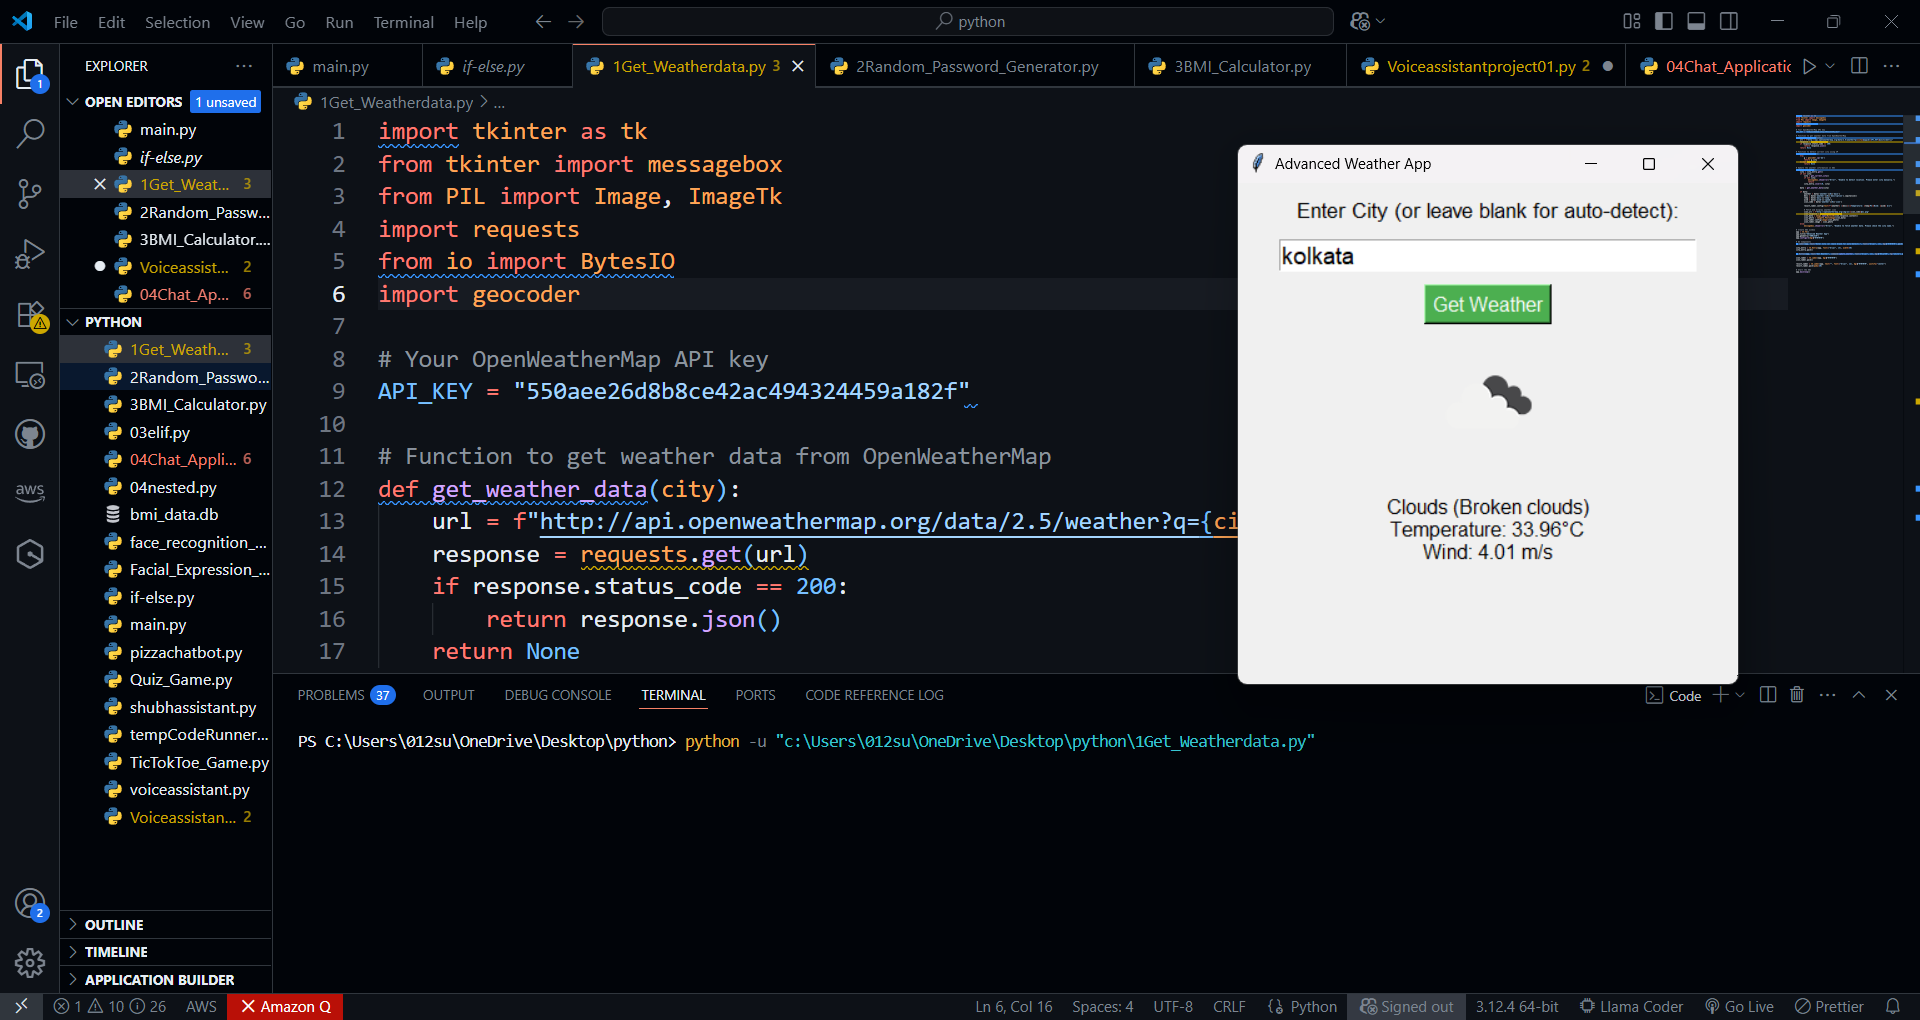 File Edit Selection View Go Run Terminal Help
python
EXPLORER
OPEN EDITORS 1 unsaved
main.py
if-else.py
1Get_Weat... 3
2Random_Passw...
3BMI_Calculator....
Voiceassist... 2
04Chat_Ap... 6
PYTHON
1Get_Weath... 3
2Random_Passwo...
3BMI_Calculator.py
03elif.py
04Chat_Appli... 6
04nested.py
bmi_data.db
face_recognition_...
Facial_Expression_...
if-else.py
main.py
pizzachatbot.py
Quiz_Game.py
shubhassistant.py
tempCodeRunner...
TicTokToe_Game.py
voiceassistant.py
Voiceassistan... 2
OUTLINE
TIMELINE
APPLICATION BUILDER
1
aws
2
main.py if-else.py 1Get_Weatherdata.py 3 2Random_Password_Generator.py 3BMI_Calculator.py Voiceassistantproject01.py 2 04Chat_Applicatic
1Get_Weatherdata.py > ...
1 import tkinter as tk
2 from tkinter import messagebox
3 from PIL import Image, ImageTk
4 import requests
5 from io import BytesIO
6 import geocoder
7
8 # Your OpenWeatherMap API key
9 API_KEY = "550aee26d8b8ce42ac494324459a182f"
10
11 # Function to get weather data from OpenWeatherMap
12 def get_weather_data(city):
13 url = f"http://api.openweathermap.org/data/2.5/weather?q={ci
14 response = requests.get(url)
15 if response.status_code == 200:
16 return response.json()
17 return None
Advanced Weather App
Enter City (or leave blank for auto-detect):
kolkata
Get Weather
Clouds (Broken clouds)
Temperature: 33.96°C
Wind: 4.01 m/s
PROBLEMS 37 OUTPUT DEBUG CONSOLE TERMINAL PORTS CODE REFERENCE LOG
Code
PS C:\Users\012su\OneDrive\Desktop\python> python -u "c:\Users\012su\OneDrive\Desktop\python\1Get_Weatherdata.py"
1 10 26 AWS Amazon Q
Ln 6, Col 16 Spaces: 4 UTF-8 CRLF {} Python Signed out 3.12.4 64-bit Llama Coder Go Live Prettier